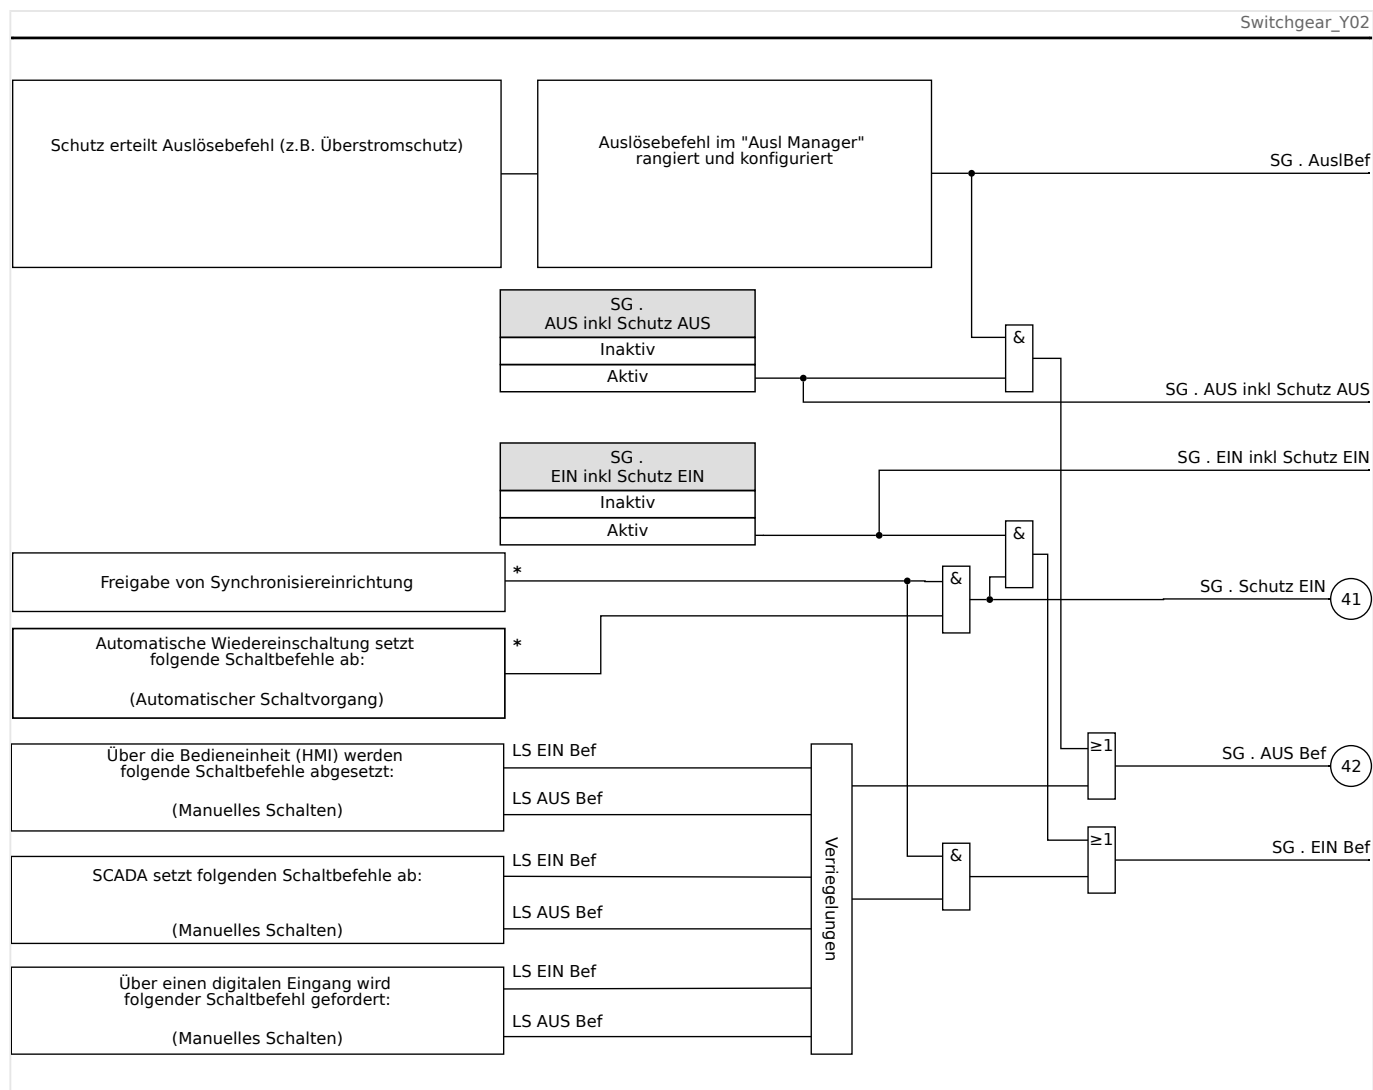 Switchgear_Y02
Schutz erteilt Auslösebefehl (z.B. Überstromschutz)
Auslösebefehl im "Ausl Manager"
rangiert und konfiguriert
SG . AuslBef
SG .
AUS inkl Schutz AUS
Inaktiv
Aktiv
&
SG . AUS inkl Schutz AUS
SG .
EIN inkl Schutz EIN
Inaktiv
Aktiv
SG . EIN inkl Schutz EIN
&
Freigabe von Synchronisiereinrichtung
*
&
SG . Schutz EIN
41
Automatische Wiedereinschaltung setzt
folgende Schaltbefehle ab:
(Automatischer Schaltvorgang)
*
Über die Bedieneinheit (HMI) werden
folgende Schaltbefehle abgesetzt:
(Manuelles Schalten)
LS EIN Bef
LS AUS Bef
≥1
SG . AUS Bef
42
SCADA setzt folgenden Schaltbefehle ab:
(Manuelles Schalten)
LS EIN Bef
LS AUS Bef
Verriegelungen
&
≥1
SG . EIN Bef
Über einen digitalen Eingang wird
folgender Schaltbefehl gefordert:
(Manuelles Schalten)
LS EIN Bef
LS AUS Bef